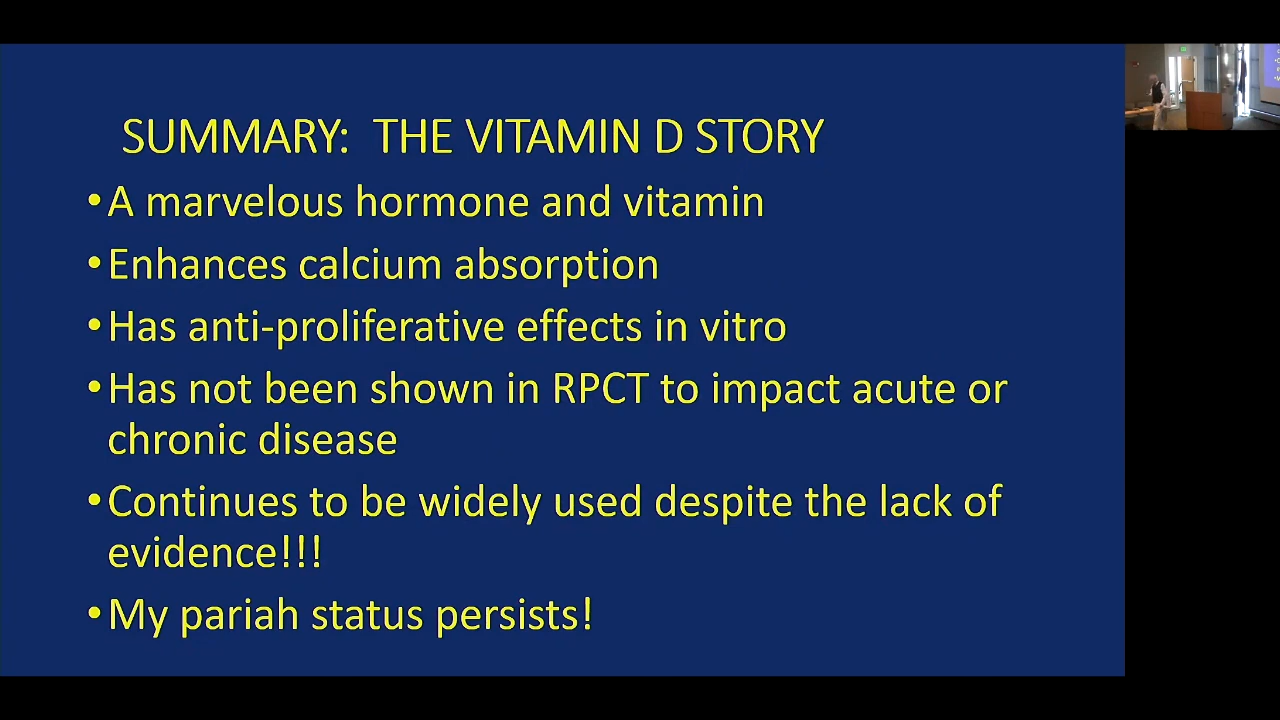 SUMMARY: THE VITAMIN D STORY
•A marvelous hormone and vitamin
•Enhances calcium absorption
•Has anti-proliferative effects in vitro
•Has not been shown in RPCT to impact acute or
chronic disease
•Continues to be widely used despite the lack of
evidence!!!
•My pariah status persists!